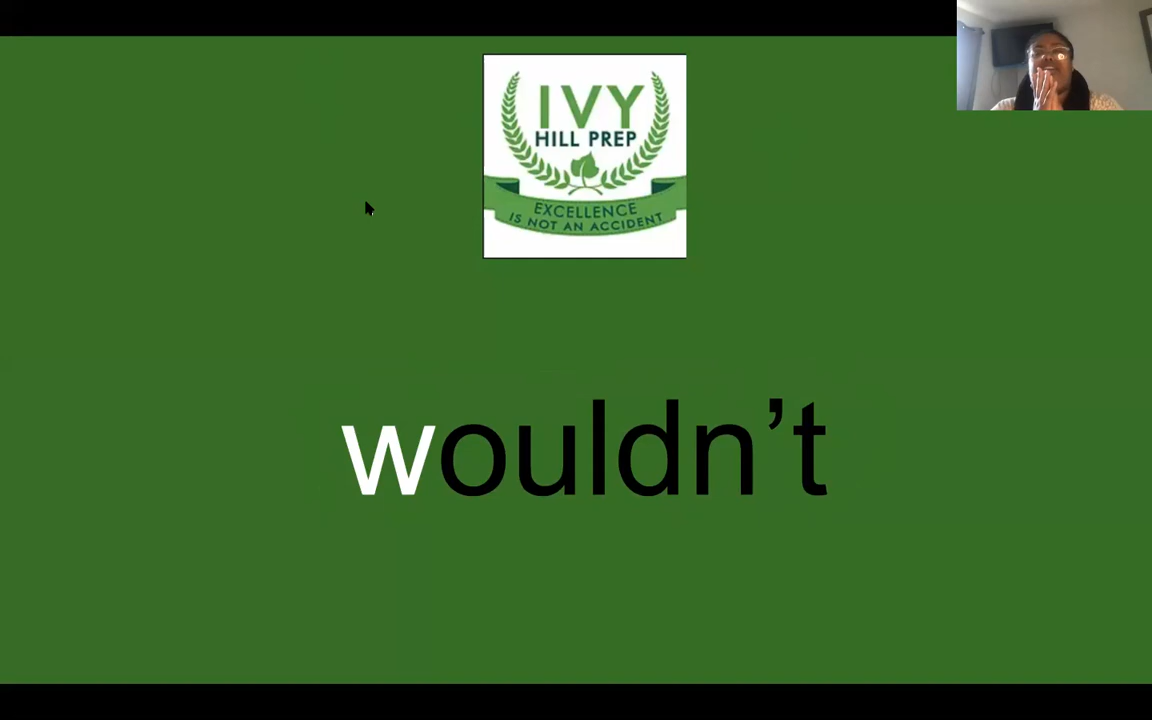 IVY
HILL PREP
EXCELLENCE
IS NOT AN ACCIDENT
wouldn’t